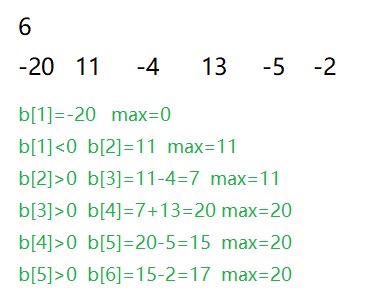 6
-20 11 -4 13 -5 -2
b[1]=-20 max=0
b[1]<0 b[2]=11 max=11
b[2]>0 b[3]=11-4=7 max=11
b[3]>0 b[4]=7+13=20 max=20
b[4]>0 b[5]=20-5=15 max=20
b[5]>0 b[6]=15-2=17 max=20